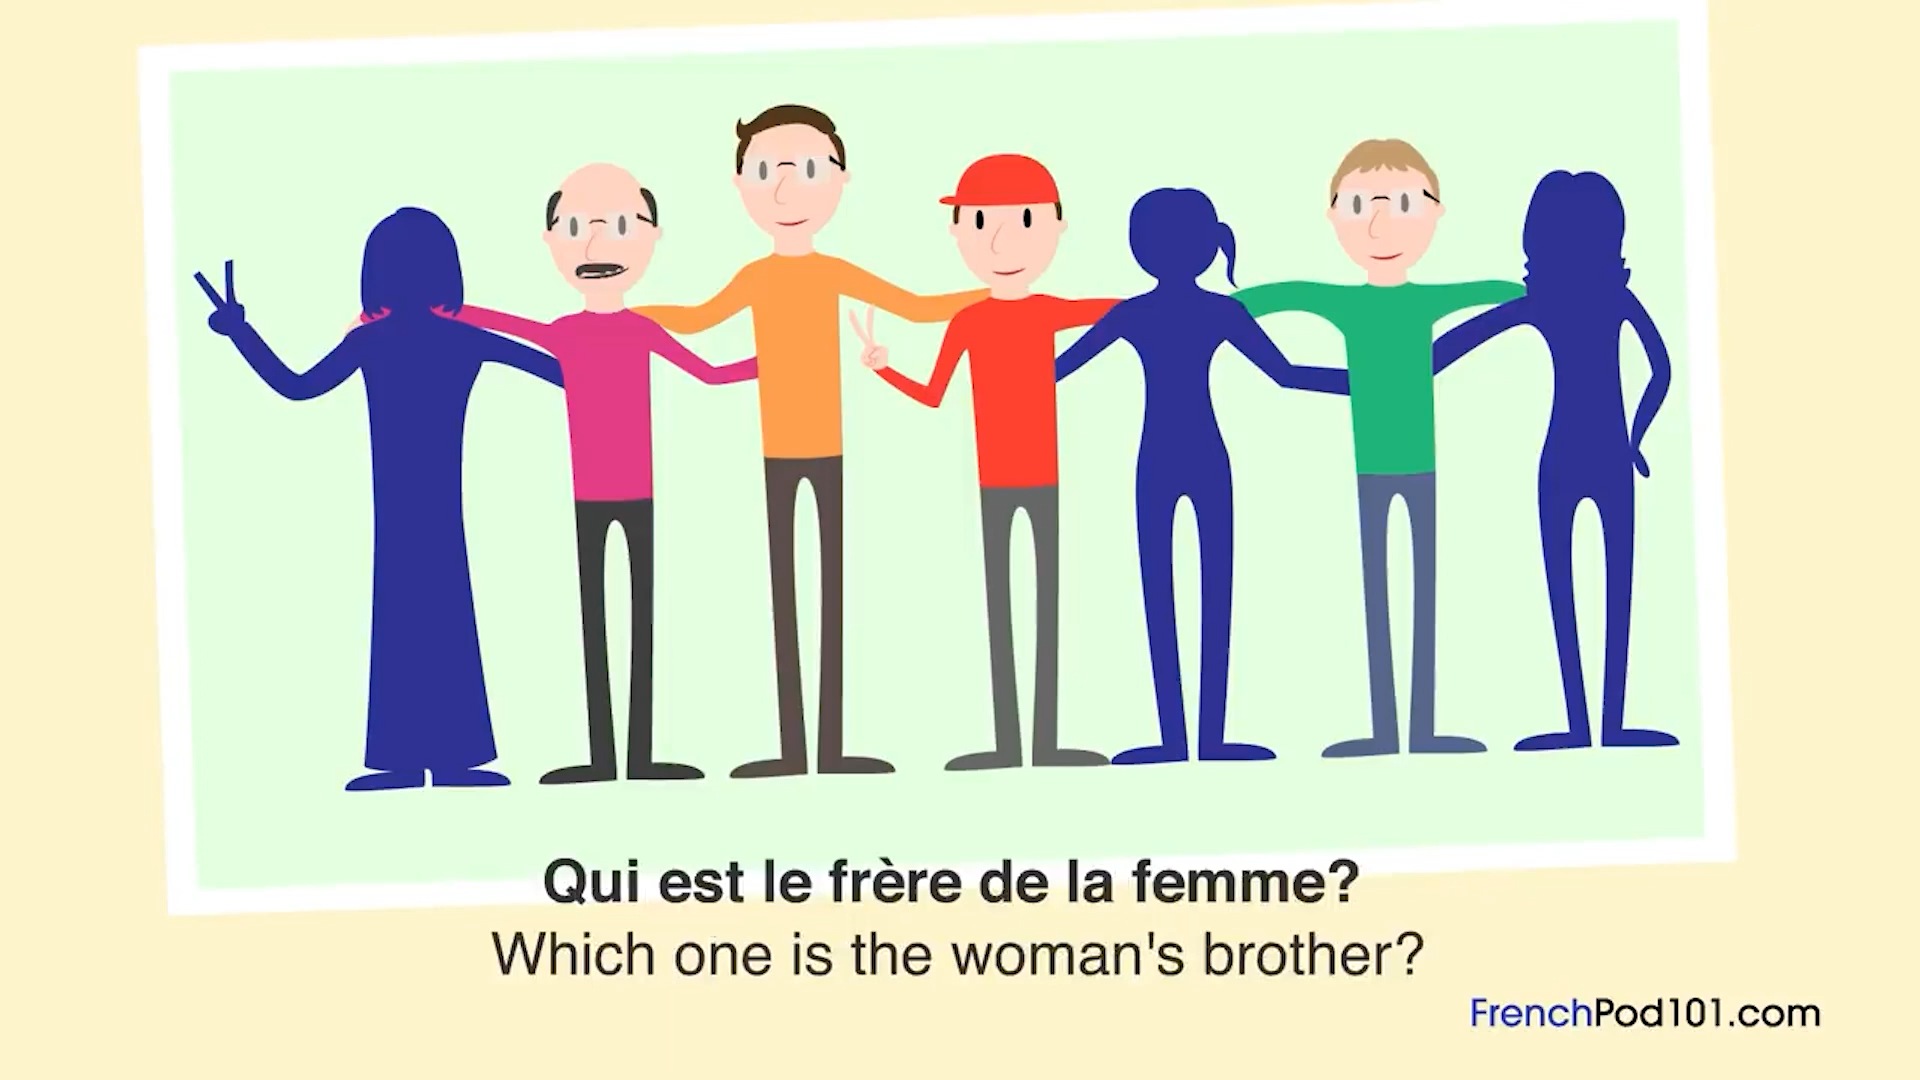 Qui est le frère de la femme?
Which one is the woman's brother?
FrenchPod101.com